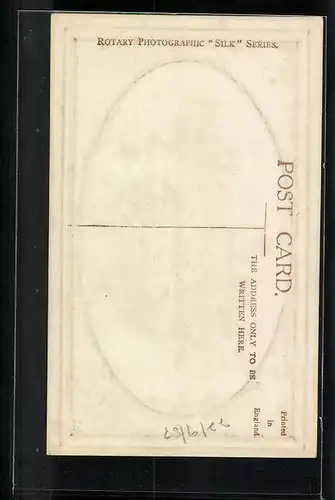 ROTARY PHOTOGRAPHIC "SILK" SERIES.
POST CARD.
THE ADDRESS ONLY TO BE
WRITTEN HERE.
Printed
in
England.